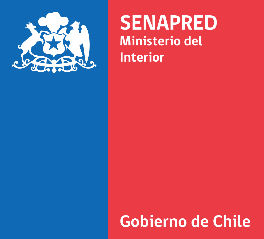 SENAPRED
Ministerio del
Interior
Gobierno de Chile